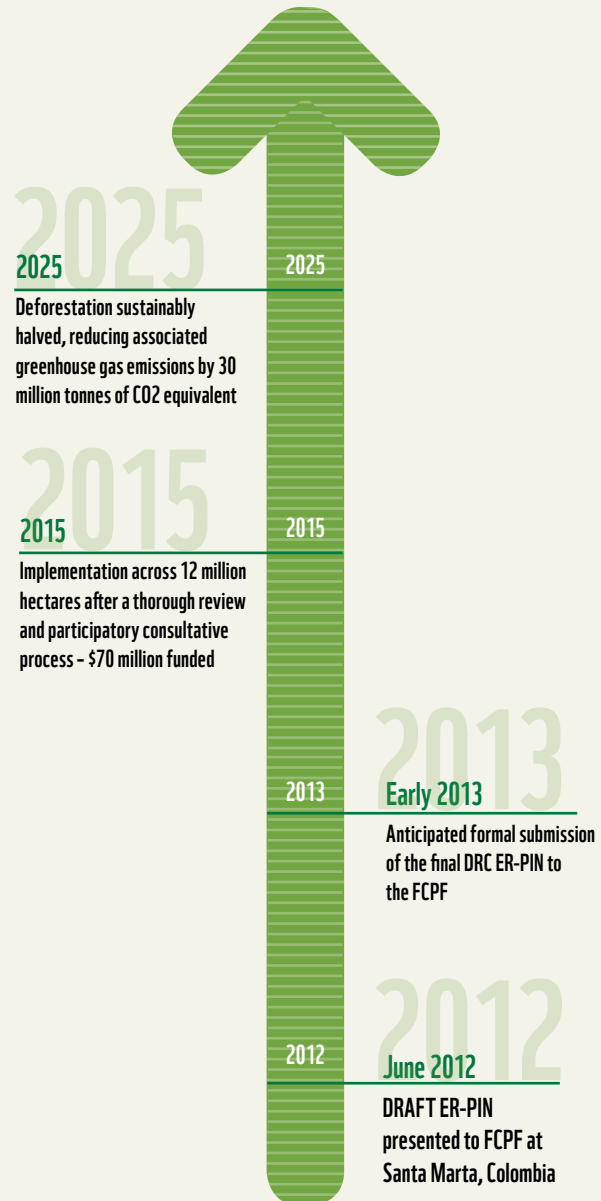 2025
2025
2025
Deforestation sustainably
halved, reducing associated
greenhouse gas emissions by 30
million tonnes of CO2 equivalent
2015
2015
2015
Implementation across 12 million
hectares after a thorough review
and participatory consultative
process – $70 million funded
2013
2013
Early 2013
Anticipated formal submission
of the final DRC ER-PIN to
the FCPF
2012
2012
June 2012
DRAFT ER-PIN
presented to FCPF at
Santa Marta, Colombia